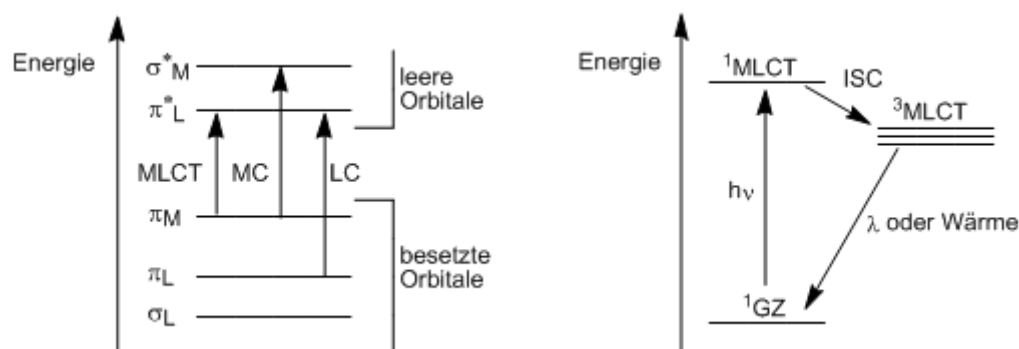 Energie
σ*M
π*L
leere
Orbitale
MLCT MC LC
πM
πL
σL
besetzte
Orbitale
Energie
¹MLCT
ISC
³MLCT
hν
λ oder Wärme
¹GZ